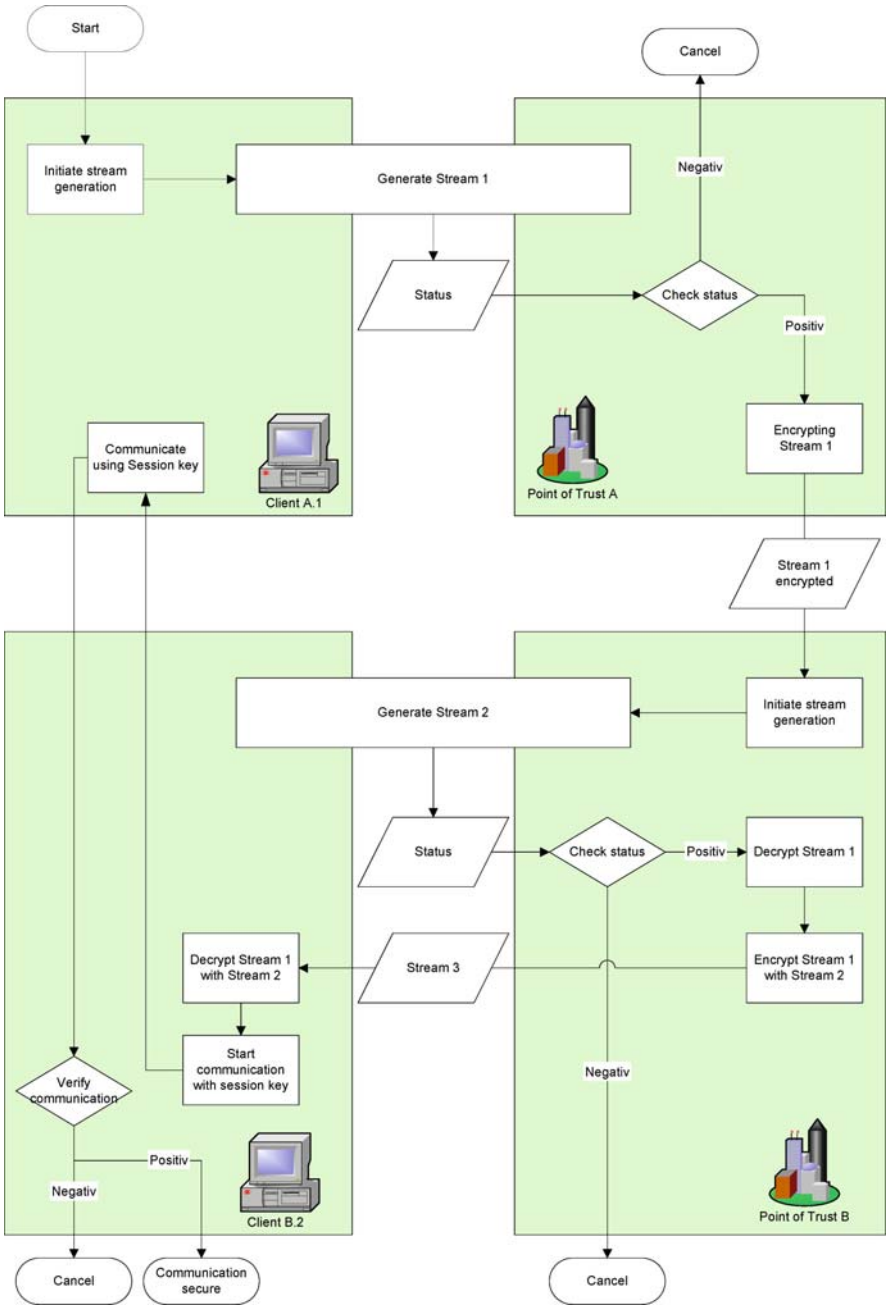 Start
Cancel
Negativ
Initiate stream
generation
Generate Stream 1
Status
Check status
Positiv
Communicate
using Session key
Client A.1
Point of Trust A
Encrypting
Stream 1
Stream 1
encrypted
Generate Stream 2
Initiate stream
generation
Status
Check status
Positiv
Decrypt Stream 1
Decrypt Stream 1
with Stream 2
Stream 3
Encrypt Stream 1
with Stream 2
Start
communication
with session key
Negativ
Verify
communication
Positiv
Negativ
Client B.2
Point of Trust B
Cancel
Communication
secure
Cancel